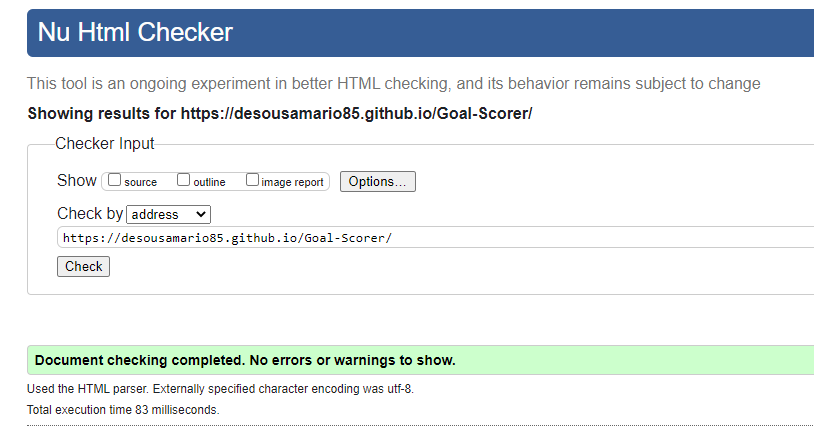 Nu Html Checker
This tool is an ongoing experiment in better HTML checking, and its behavior remains subject to change
Showing results for https://desousamario85.github.io/Goal-Scorer/
Checker Input
Show source outline image report Options...
Check by address
https://desousamario85.github.io/Goal-Scorer/
Check
Document checking completed. No errors or warnings to show.
Used the HTML parser. Externally specified character encoding was utf-8.
Total execution time 83 milliseconds.